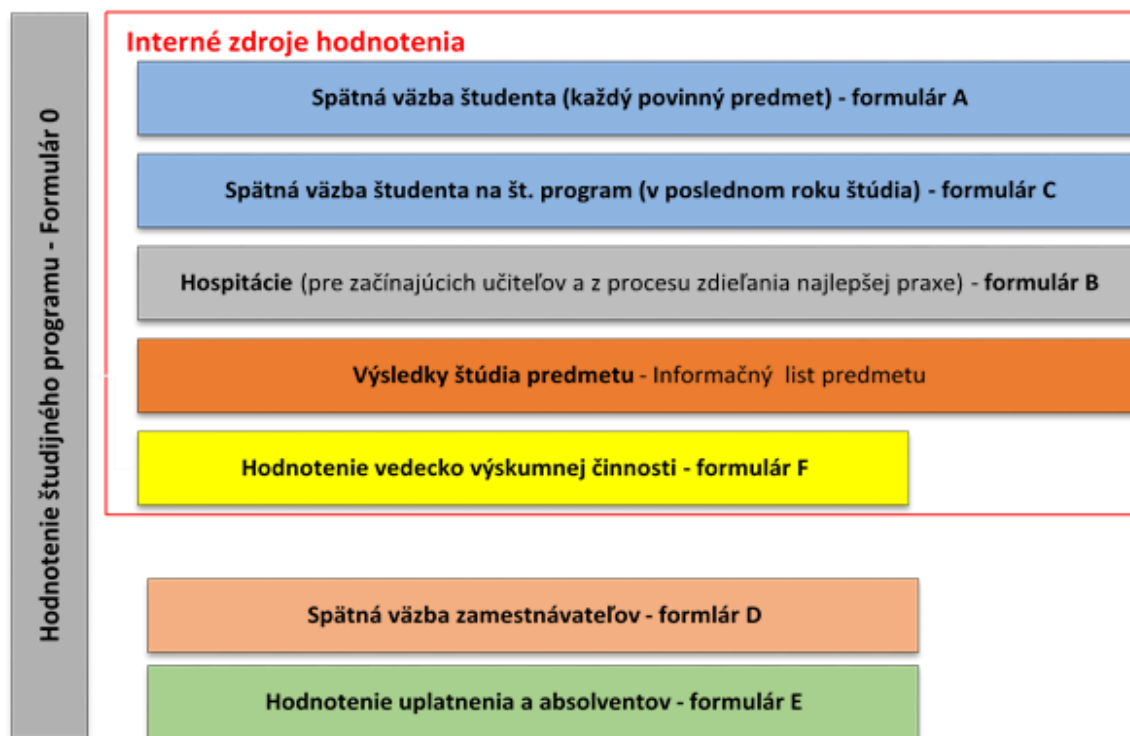 Hodnotenie študijného programu - Formulár 0
Interné zdroje hodnotenia
Spätná väzba študenta (každý povinný predmet) - formulár A
Spätná väzba študenta na št. program (v poslednom roku štúdia) - formulár C
Hospitácie (pre začínajúcich učiteľov a z procesu zdieľania najlepšej praxe) - formulár B
Výsledky štúdia predmetu - Informačný list predmetu
Hodnotenie vedecko výskumnej činnosti - formulár F
Spätná väzba zamestnávateľov - formlár D
Hodnotenie uplatnenia a absolventov - formulár E